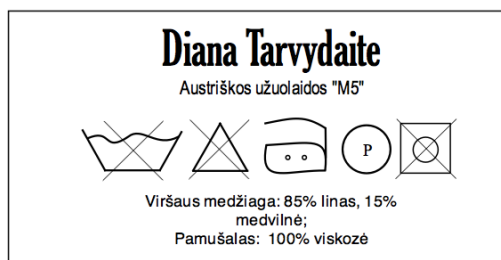 Diana Tarvydaite
Austriškos užuolaidos "M5"
P
Viršaus medžiaga: 85% linas, 15%
medvilnė;
Pamušalas: 100% viskozė